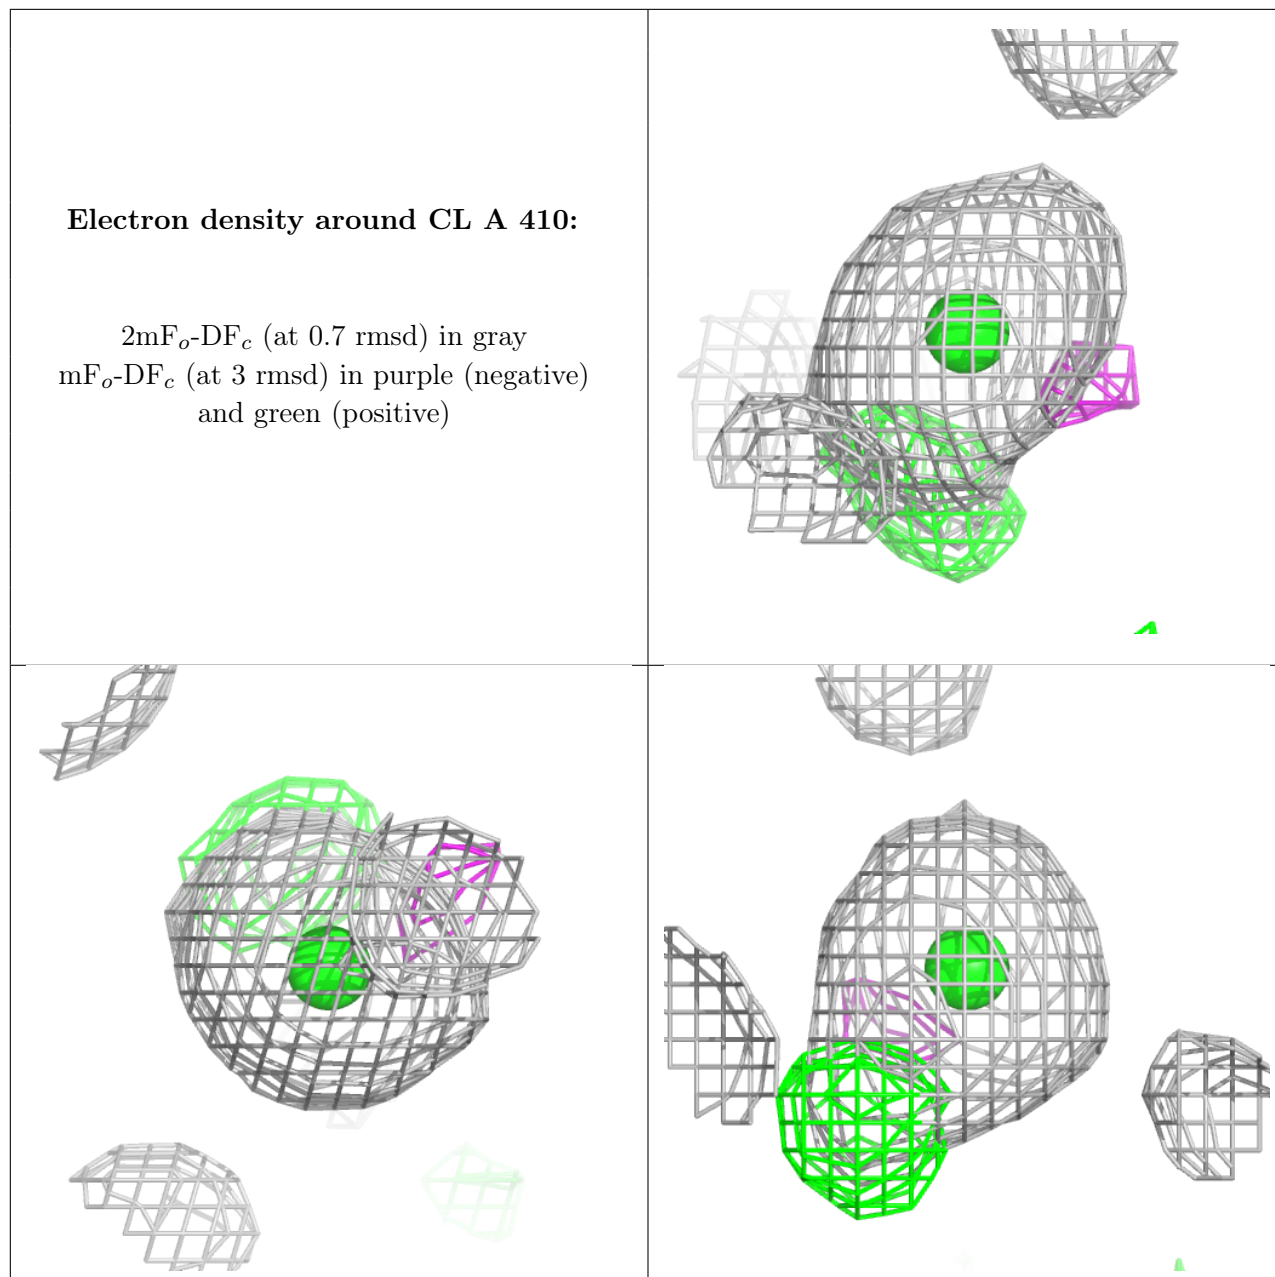 Electron density around CL A 410:
2mFo-DFc (at 0.7 rmsd) in gray
mFo-DFc (at 3 rmsd) in purple (negative)
and green (positive)